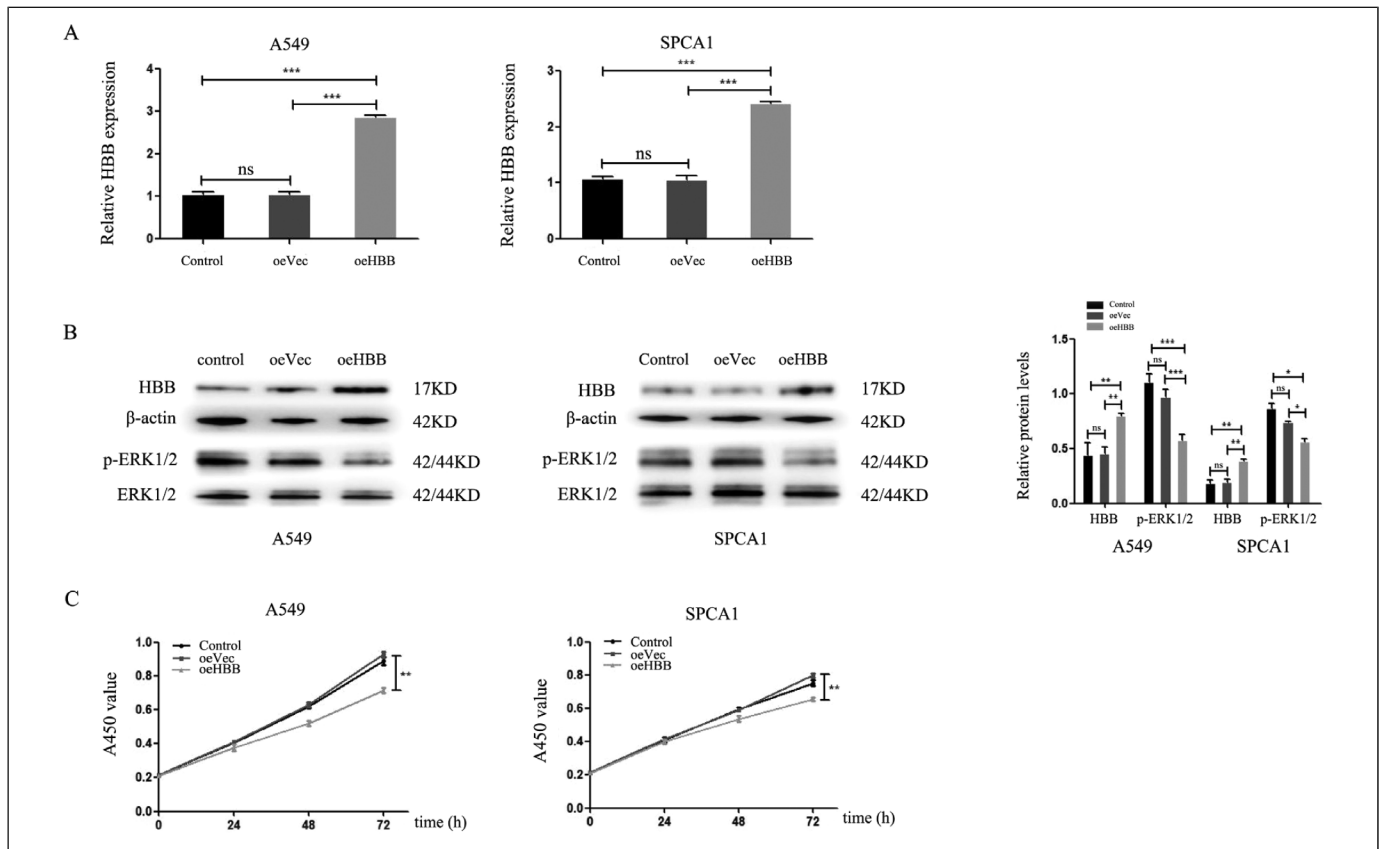 A
A549
Relative HBB expression
4
3
2
1
0
***
***
ns
Control oeVec oeHBB
SPCA1
Relative HBB expression
3
2
1
0
***
***
ns
Control oeVec oeHBB
B
control oeVec oeHBB
HBB 17KD
β-actin 42KD
p-ERK1/2 42/44KD
ERK1/2 42/44KD
A549
Control oeVec oeHBB
HBB 17KD
β-actin 42KD
p-ERK1/2 42/44KD
ERK1/2 42/44KD
SPCA1
Control
oeVec
oeHBB
Relative protein levels
1.5
1.0
0.5
0.0
**
**
ns
***
ns
***
**
**
ns
*
ns
*
HBB p-ERK1/2 HBB p-ERK1/2
A549 SPCA1
C
A549
Control
oeVec
oeHBB
A450 value
1.0
0.8
0.6
0.4
0.2
0.0
**
0 24 48 72 time (h)
SPCA1
Control
oeVec
oeHBB
A450 value
1.0
0.8
0.6
0.4
0.2
0.0
**
0 24 48 72 time (h)